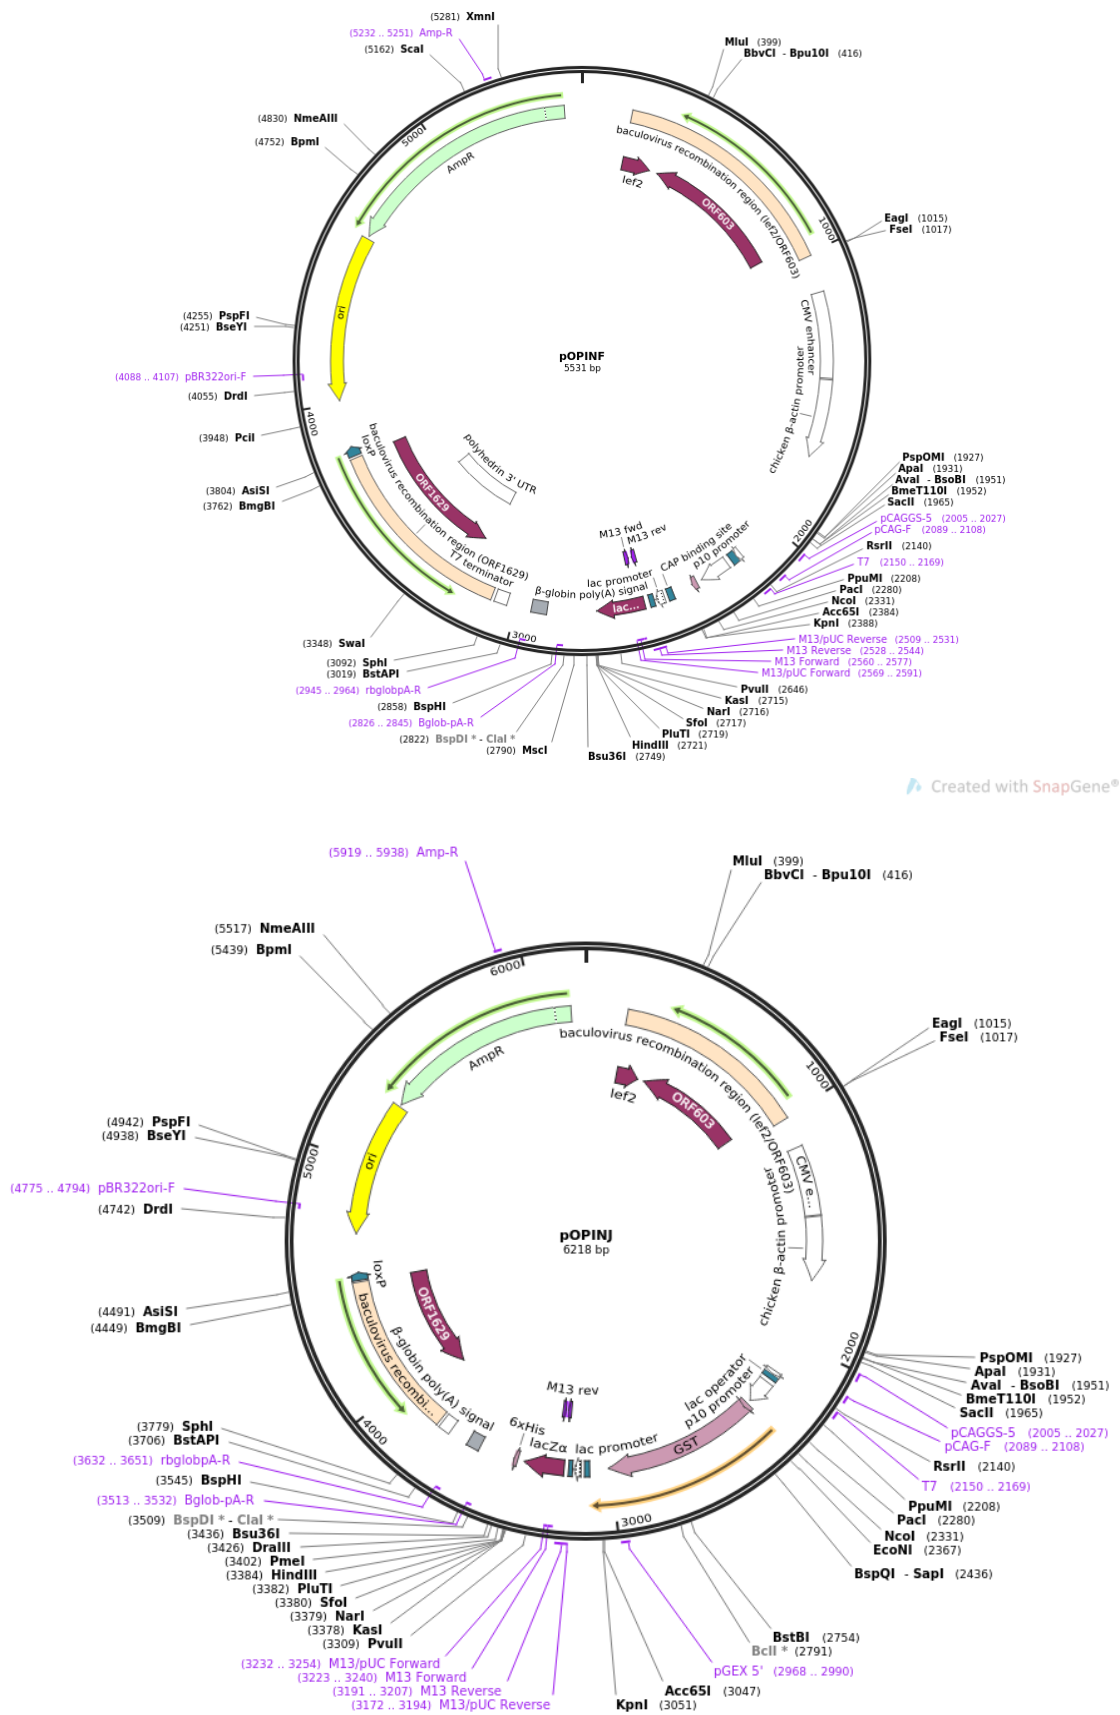 (5281) XmnI
(5232 .. 5251) Amp-R
(5162) ScaI
MluI (399)
BbvCI - Bpu10I (416)
(4830) NmeAIII
(4752) BpmI
5000
AmpR
baculovirus recombination region (lef2/ORF603)
lef2
ORF603
1000
EagI (1015)
FseI (1017)
(4255) PspFI
(4251) BseYI
ori
CMV enhancer
chicken β-actin promoter
pOPINF
5531 bp
(4088 .. 4107) pBR322ori-F
(4055) DrdI
4000
(3948) PciI
loxP
baculovirus recombination region (ORF1629)
ORF1629
polyhedrin 3' UTR
(3804) AsiSI
(3762) BmgBI
PspOMI (1927)
ApaI (1931)
AvaI - BsoBI (1951)
BmeT110I (1952)
SacII (1965)
pCAGGS-5 (2005 .. 2027)
pCAG-F (2089 .. 2108)
2000
RsrII (2140)
T7 (2150 .. 2169)
PpuMI (2208)
PacI (2280)
NcoI (2331)
Acc65I (2384)
KpnI (2388)
M13 fwd
M13 rev
CAP binding site
p10 promoter
T7 terminator
lac promoter
β-globin poly(A) signal
lac...
3000
(3348) SwaI
(3092) SphI
(3019) BstAPI
(2945 .. 2964) rbglobpA-R
(2858) BspHI
(2826 .. 2845) Bglob-pA-R
(2822) BspDI * - ClaI *
(2790) MscI
M13/pUC Reverse (2509 .. 2531)
M13 Reverse (2528 .. 2544)
M13 Forward (2560 .. 2577)
M13/pUC Forward (2569 .. 2591)
PvuII (2646)
KasI (2715)
NarI (2716)
SfoI (2717)
PluTI (2719)
HindIII (2721)
Bsu36I (2749)
Created with SnapGene®
(5919 .. 5938) Amp-R
MluI (399)
BbvCI - Bpu10I (416)
(5517) NmeAIII
(5439) BpmI
6000
AmpR
baculovirus recombination region (lef2/ORF603)
lef2
ORF603
1000
EagI (1015)
FseI (1017)
(4942) PspFI
(4938) BseYI
5000
ori
CMV e...
chicken β-actin promoter
(4775 .. 4794) pBR322ori-F
(4742) DrdI
pOPINJ
6218 bp
loxP
baculovirus recombi...
ORF1629
β-globin poly(A) signal
(4491) AsiSI
(4449) BmgBI
2000
PspOMI (1927)
ApaI (1931)
AvaI - BsoBI (1951)
BmeT110I (1952)
SacII (1965)
pCAGGS-5 (2005 .. 2027)
pCAG-F (2089 .. 2108)
RsrII (2140)
T7 (2150 .. 2169)
PpuMI (2208)
PacI (2280)
NcoI (2331)
EcoNI (2367)
BspQI - SapI (2436)
lac operator
p10 promoter
M13 rev
6xHis
lacZα
lac promoter
GST
4000
3000
(3779) SphI
(3706) BstAPI
(3632 .. 3651) rbglobpA-R
(3545) BspHI
(3513 .. 3532) Bglob-pA-R
(3509) BspDI * - ClaI *
(3436) Bsu36I
(3426) DraIII
(3402) PmeI
(3384) HindIII
(3382) PluTI
(3380) SfoI
(3379) NarI
(3378) KasI
(3309) PvuII
(3232 .. 3254) M13/pUC Forward
(3223 .. 3240) M13 Forward
(3191 .. 3207) M13 Reverse
(3172 .. 3194) M13/pUC Reverse
BstBI (2754)
BclI * (2791)
pGEX 5' (2968 .. 2990)
Acc65I (3047)
KpnI (3051)